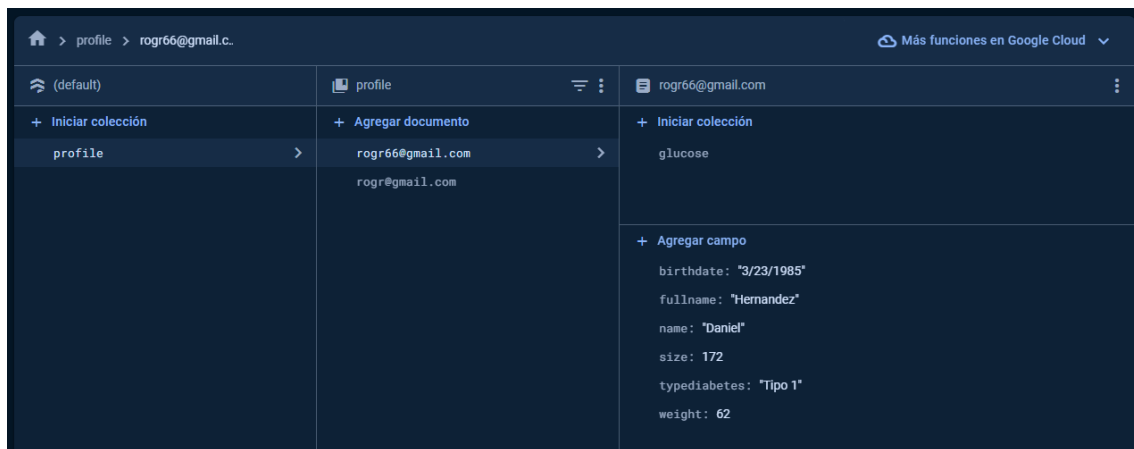 profile > rogr66@gmail.c..
Más funciones en Google Cloud
(default)
profile
rogr66@gmail.com
+ Iniciar colección
+ Agregar documento
+ Iniciar colección
profile
rogr66@gmail.com
glucose
rogr@gmail.com
+ Agregar campo
birthdate: "3/23/1985"
fullname: "Hernandez"
name: "Daniel"
size: 172
typediabetes: "Tipo 1"
weight: 62